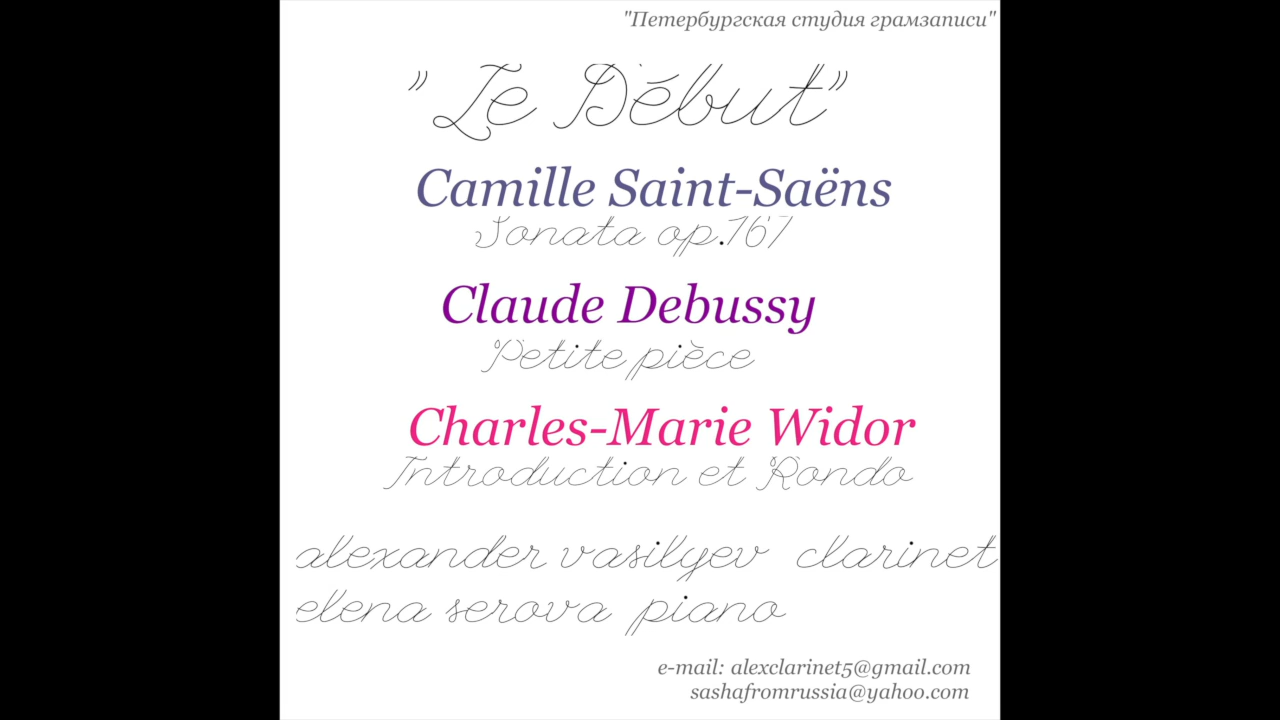 "Петербургская студия грамзаписи"
"Le Début"
Camille Saint-Saëns
Sonata op.167
Claude Debussy
Petite pièce
Charles-Marie Widor
Introduction et Rondo
alexander vasilyev clarinet
elena serova piano
e-mail: alexclarinet5@gmail.com
sashafromrussia@yahoo.com